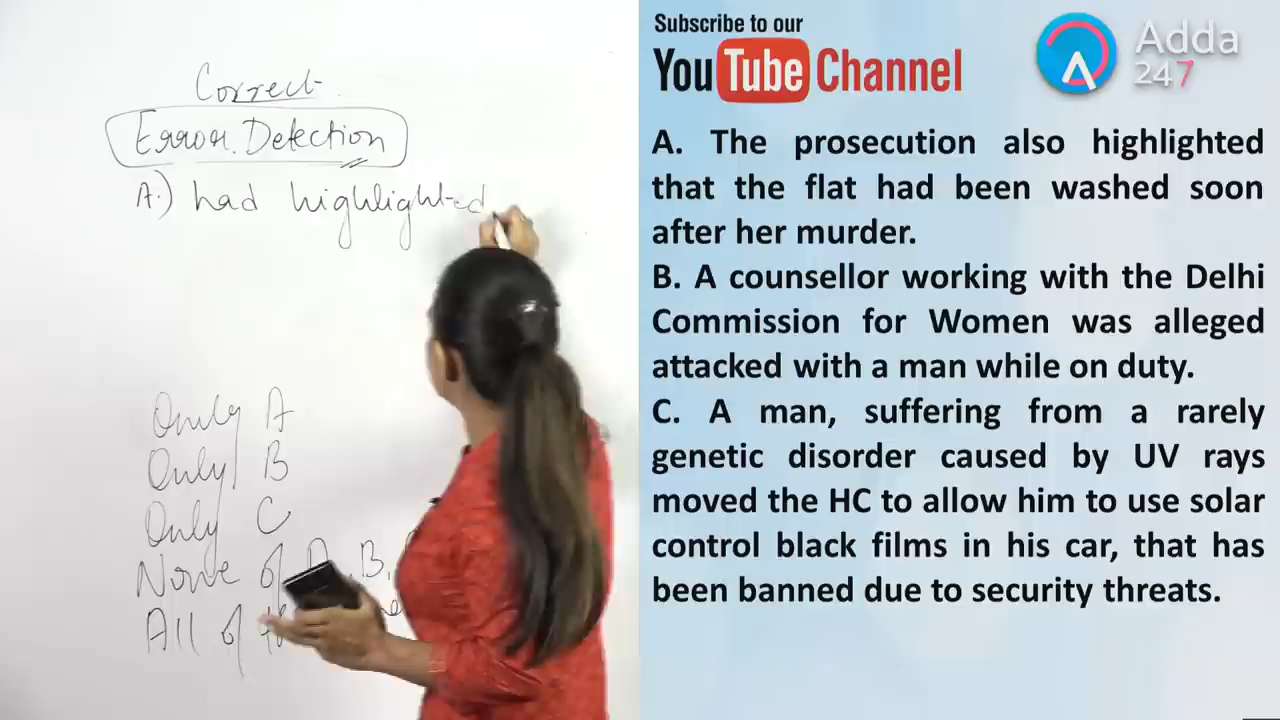 Correct.
Error Detection
A.) had highlighted
Only A
Only B
Only C
None of A, B,
All of
Subscribe to our
YouTube Channel
Adda
247
A. The prosecution also highlighted
that the flat had been washed soon
after her murder.
B. A counsellor working with the Delhi
Commission for Women was alleged
attacked with a man while on duty.
C. A man, suffering from a rarely
genetic disorder caused by UV rays
moved the HC to allow him to use solar
control black films in his car, that has
been banned due to security threats.